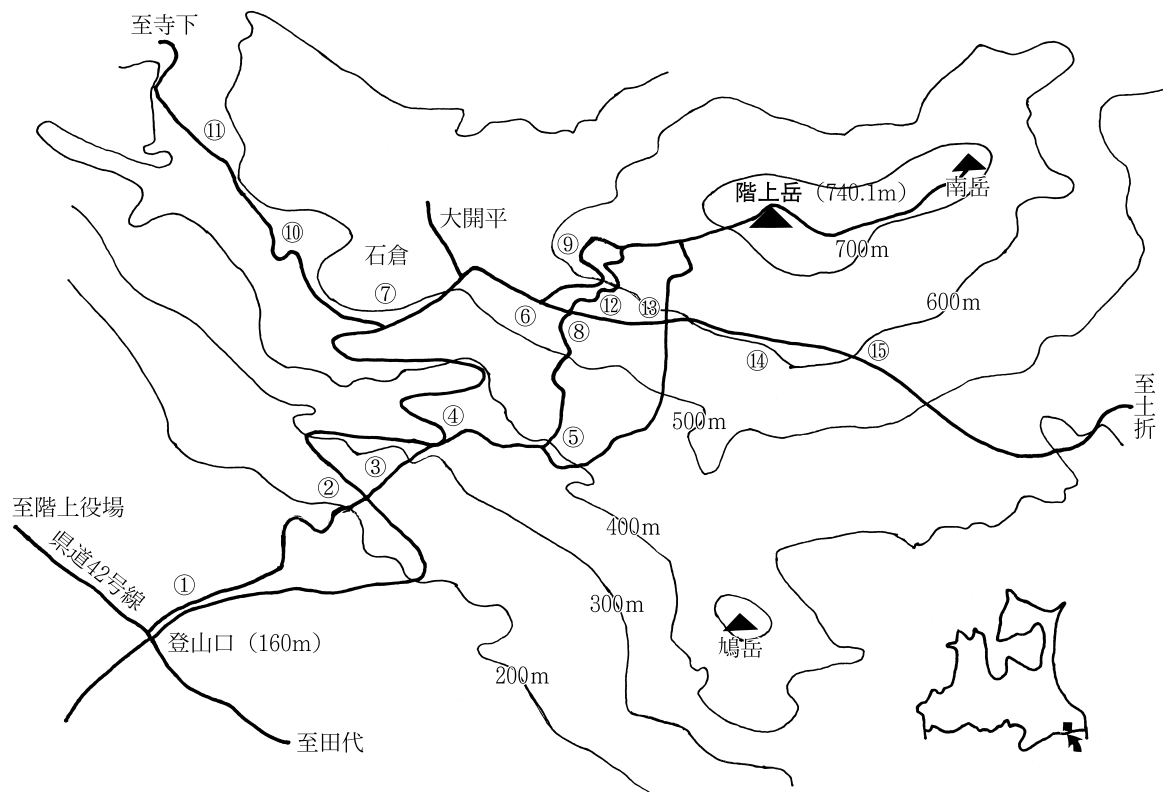 至寺下
⑪
⑩
大開平
石倉
⑦
⑨
階上岳（740.1m）
南岳
700m
600m
⑥
⑫
⑬
⑧
⑭
⑮
至土折
500m
④
⑤
③
②
400m
至階上役場
県道42号線
①
300m
登山口（160m）
鳩岳
200m
至田代